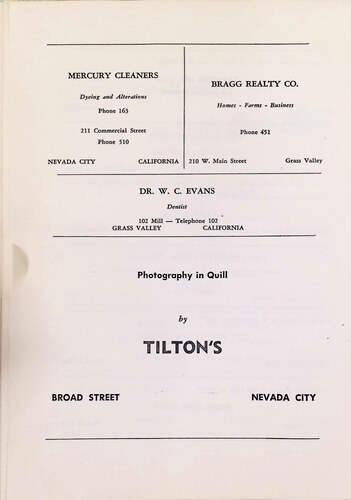 MERCURY CLEANERS
Dyeing and Alterations
Phone 163
211 Commercial Street
Phone 510
NEVADA CITY CALIFORNIA
BRAGG REALTY CO.
Homes - Farms - Business
Phone 451
210 W. Main Street Grass Valley
DR. W. C. EVANS
Dentist
102 Mill — Telephone 102
GRASS VALLEY CALIFORNIA
Photography in Quill
by
TILTON'S
BROAD STREET NEVADA CITY